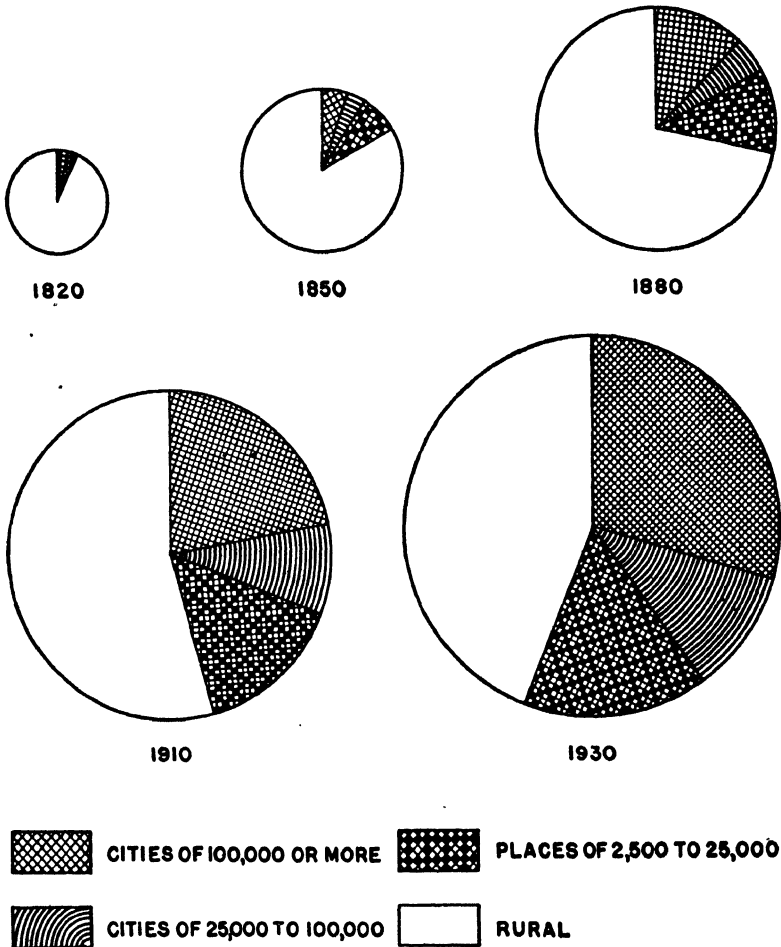 1820
1850
1880
1910
1930
CITIES OF 100,000 OR MORE
PLACES OF 2,500 TO 25,000
CITIES OF 25,000 TO 100,000
RURAL